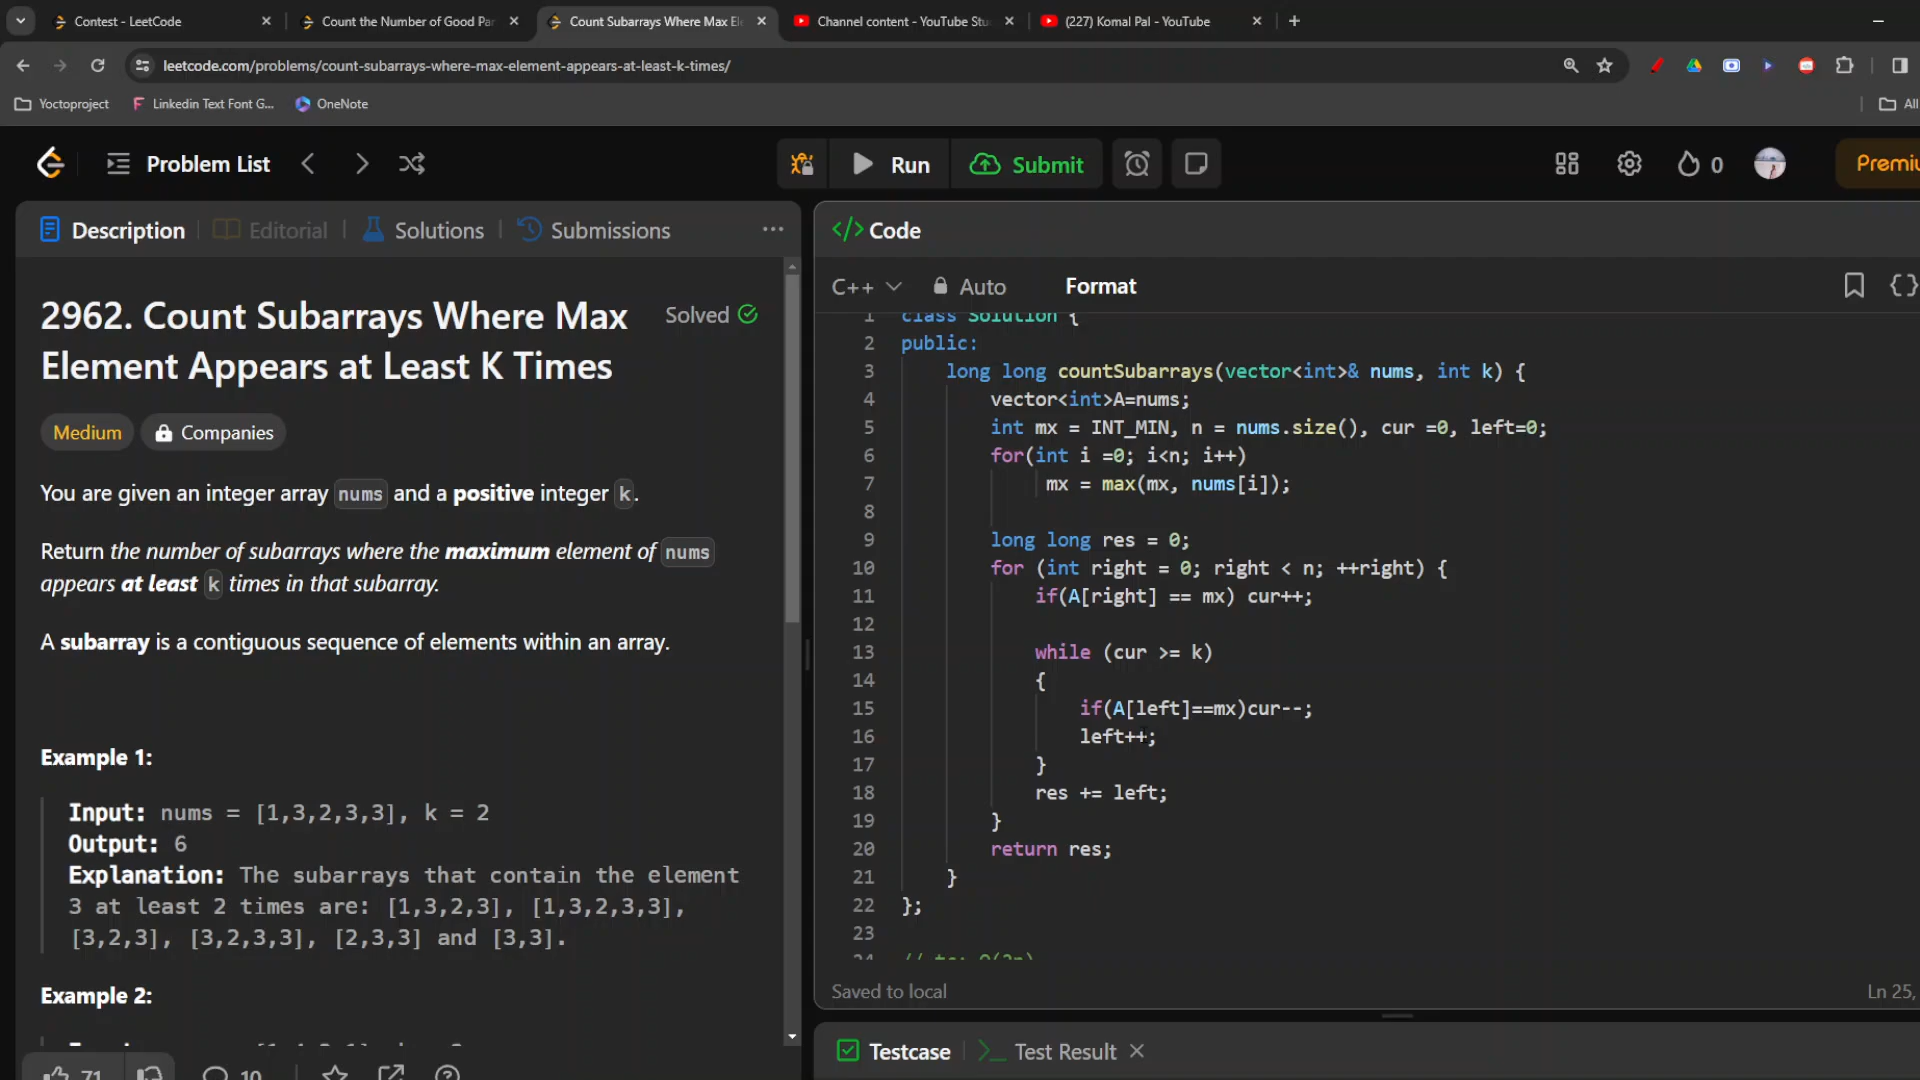 Contest - LeetCode
Count the Number of Good Par
Count Subarrays Where Max El
Channel content - YouTube Stu
(227) Komal Pal - YouTube
leetcode.com/problems/count-subarrays-where-max-element-appears-at-least-k-times/
Yoctoproject
Linkedin Text Font G...
OneNote
All
Problem List
Run
Submit
0
Premiu
Description
Editorial
Solutions
Submissions
2962. Count Subarrays Where Max
Element Appears at Least K Times
Solved
Medium
Companies
You are given an integer array nums and a positive integer k.
Return the number of subarrays where the maximum element of nums
appears at least k times in that subarray.
A subarray is a contiguous sequence of elements within an array.
Example 1:
Input: nums = [1,3,2,3,3], k = 2
Output: 6
Explanation: The subarrays that contain the element
3 at least 2 times are: [1,3,2,3], [1,3,2,3,3],
[3,2,3], [3,2,3,3], [2,3,3] and [3,3].
Example 2:
71
10
</> Code
C++
Auto
Format
1 class Solution {
2 public:
3 long long countSubarrays(vector<int>& nums, int k) {
4 vector<int>A=nums;
5 int mx = INT_MIN, n = nums.size(), cur =0, left=0;
6 for(int i =0; i<n; i++)
7 mx = max(mx, nums[i]);
8
9 long long res = 0;
10 for (int right = 0; right < n; ++right) {
11 if(A[right] == mx) cur++;
12
13 while (cur >= k)
14 {
15 if(A[left]==mx)cur--;
16 left++;
17 }
18 res += left;
19 }
20 return res;
21 }
22 };
23
24 // tc: O(2n)
Saved to local
Ln 25,
Testcase
Test Result